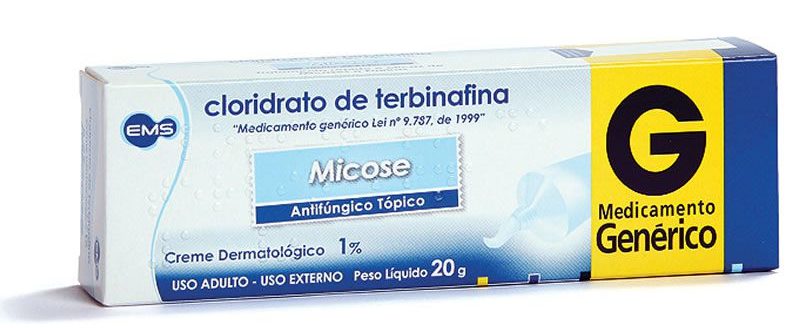 EMS
cloridrato de terbinafina
"Medicamento genérico Lei nº 9.787, de 1999"
Micose
Antifúngico Tópico
Creme Dermatológico 1%
USO ADULTO - USO EXTERNO Peso Líquido 20 g
G
Medicamento
Genérico